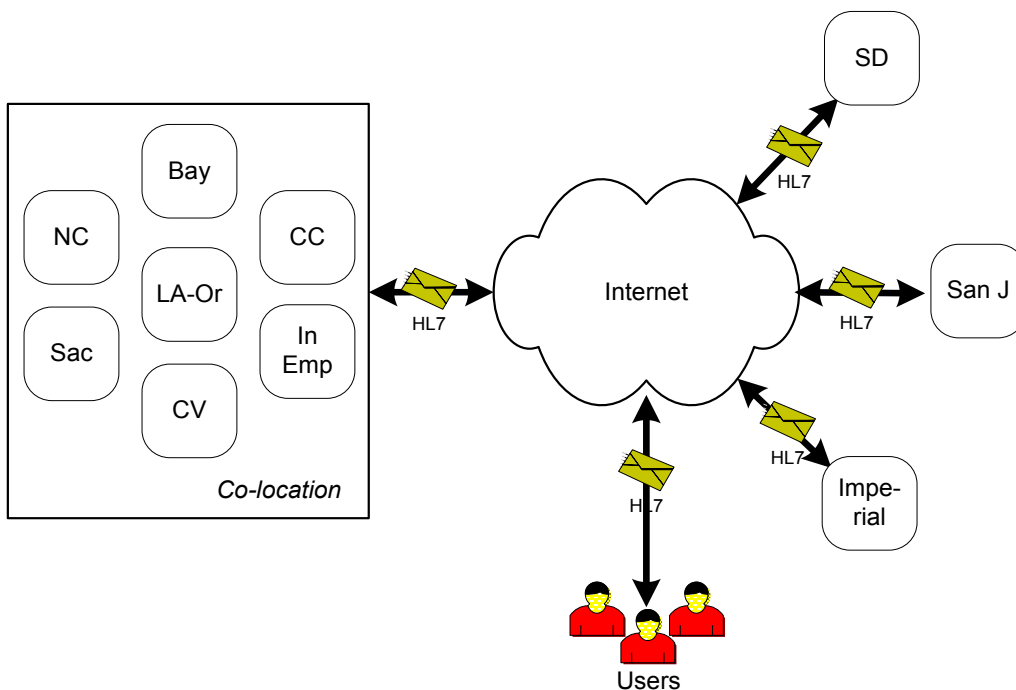 SD
HL7
Bay
NC
CC
LA-Or
Internet
San J
HL7
HL7
Sac
In
Emp
CV
HL7
Co-location
HL7
Impe-
rial
Users